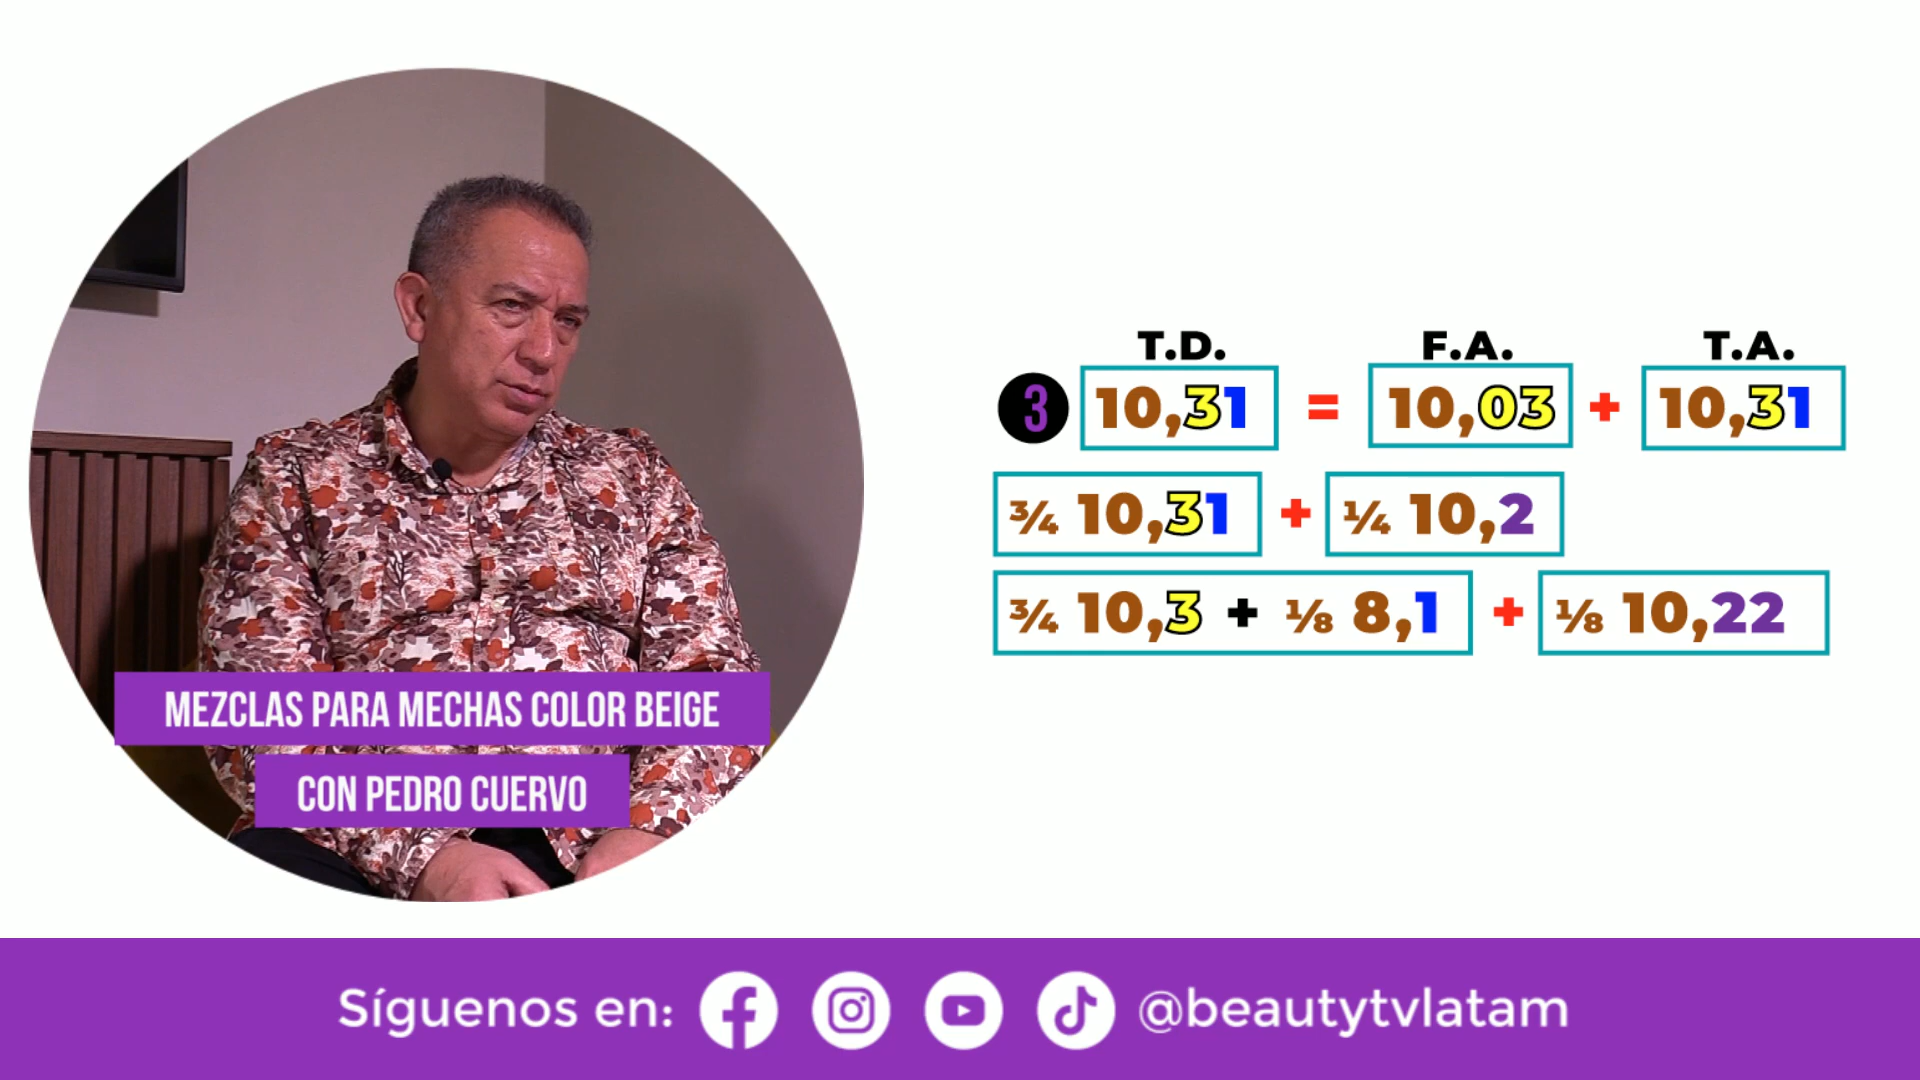 MEZCLAS PARA MECHAS COLOR BEIGE
CON PEDRO CUERVO
T.D. F.A. T.A.
3 10,31 = 10,03 + 10,31
¾ 10,31 + ¼ 10,2
¾ 10,3 + ⅛ 8,1 + ⅛ 10,22
Síguenos en: @beautytvlatam